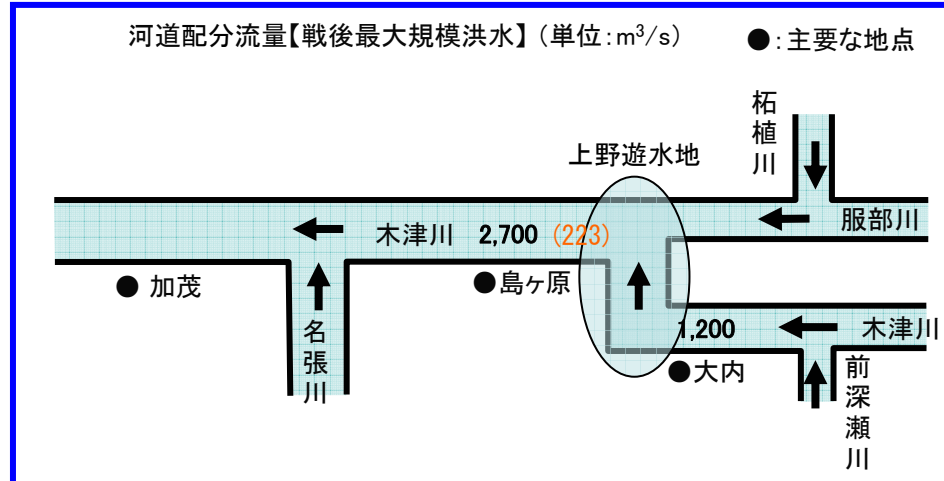 河道配分流量【戦後最大規模洪水】（単位：m³/s）
●：主要な地点
柘植川
上野遊水地
服部川
木津川 2,700 (223)
●加茂
●島ヶ原
名張川
1,200
木津川
●大内
前深瀬川